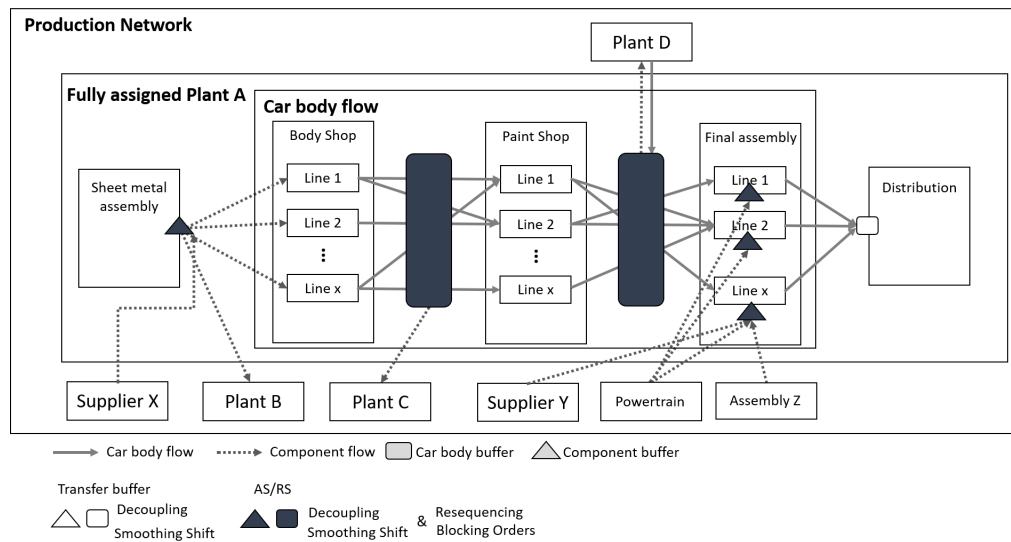 Production Network
Plant D
Fully assigned Plant A
Car body flow
Body Shop
Paint Shop
Final assembly
Sheet metal
assembly
Line 1
Line 2
⋮
Line x
Line 1
Line 2
⋮
Line x
Line 1
Line 2
Line x
Distribution
Supplier X
Plant B
Plant C
Supplier Y
Powertrain
Assembly Z
Car body flow
Component flow
Car body buffer
Component buffer
Transfer buffer
Decoupling
Smoothing Shift
AS/RS
Decoupling
Smoothing Shift
&
Resequencing
Blocking Orders